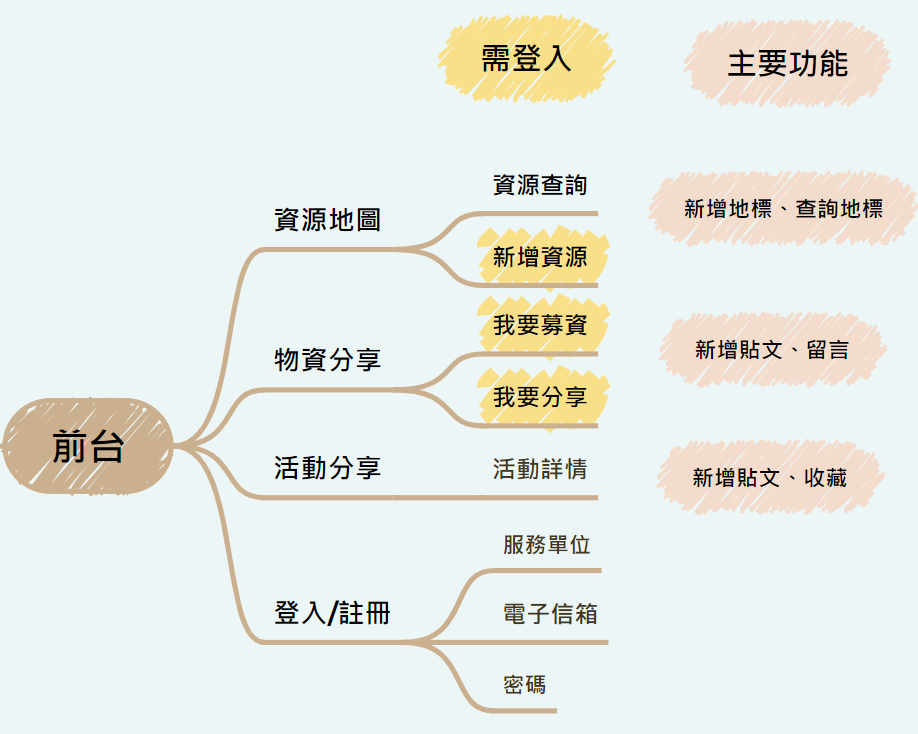 需登入
主要功能
資源查詢
新增地標、查詢地標
資源地圖
新增資源
我要募資
新增貼文、留言
物資分享
我要分享
前台
活動分享
活動詳情
新增貼文、收藏
服務單位
登入/註冊
電子信箱
密碼